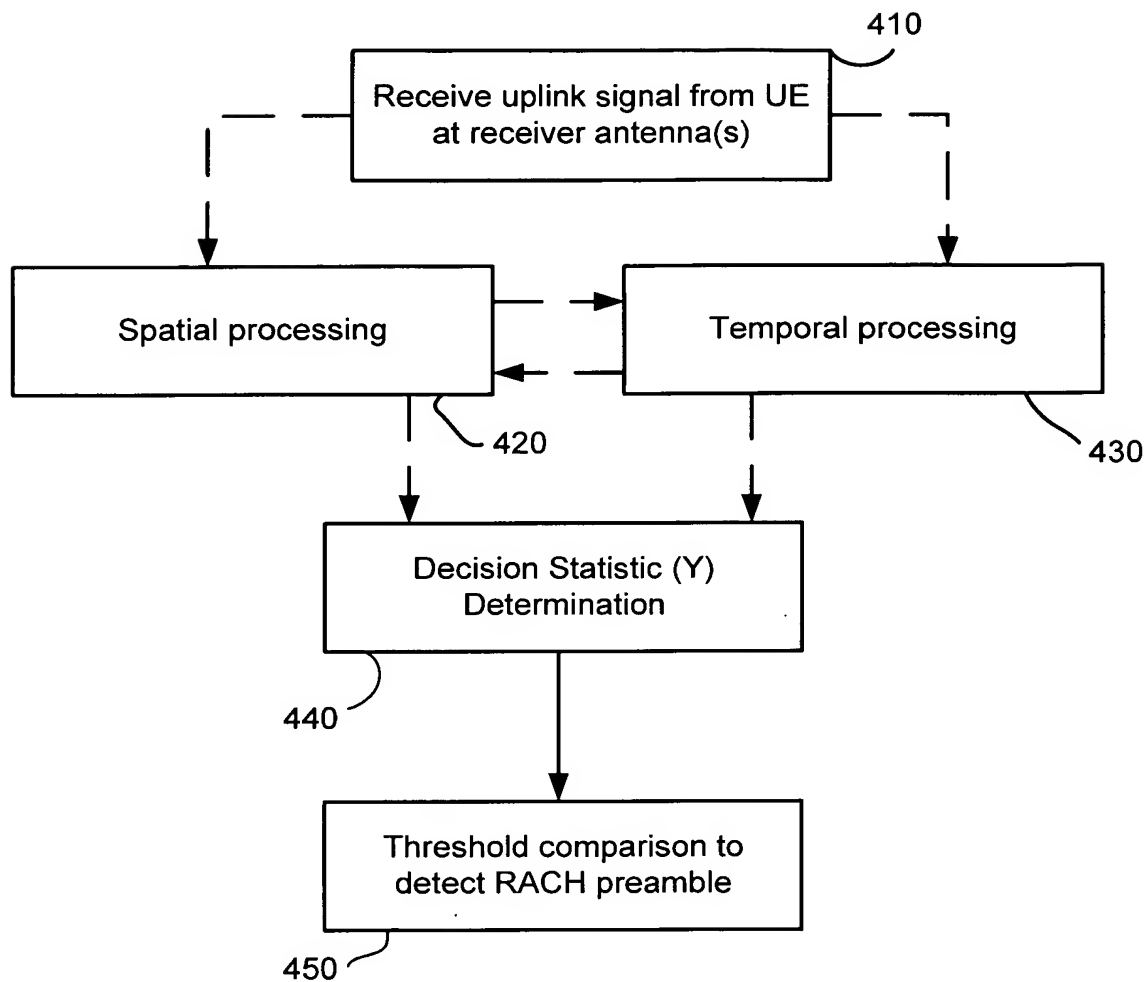 410
Receive uplink signal from UE
at receiver antenna(s)
Spatial processing
Temporal processing
420
430
Decision Statistic (Y)
Determination
440
Threshold comparison to
detect RACH preamble
450